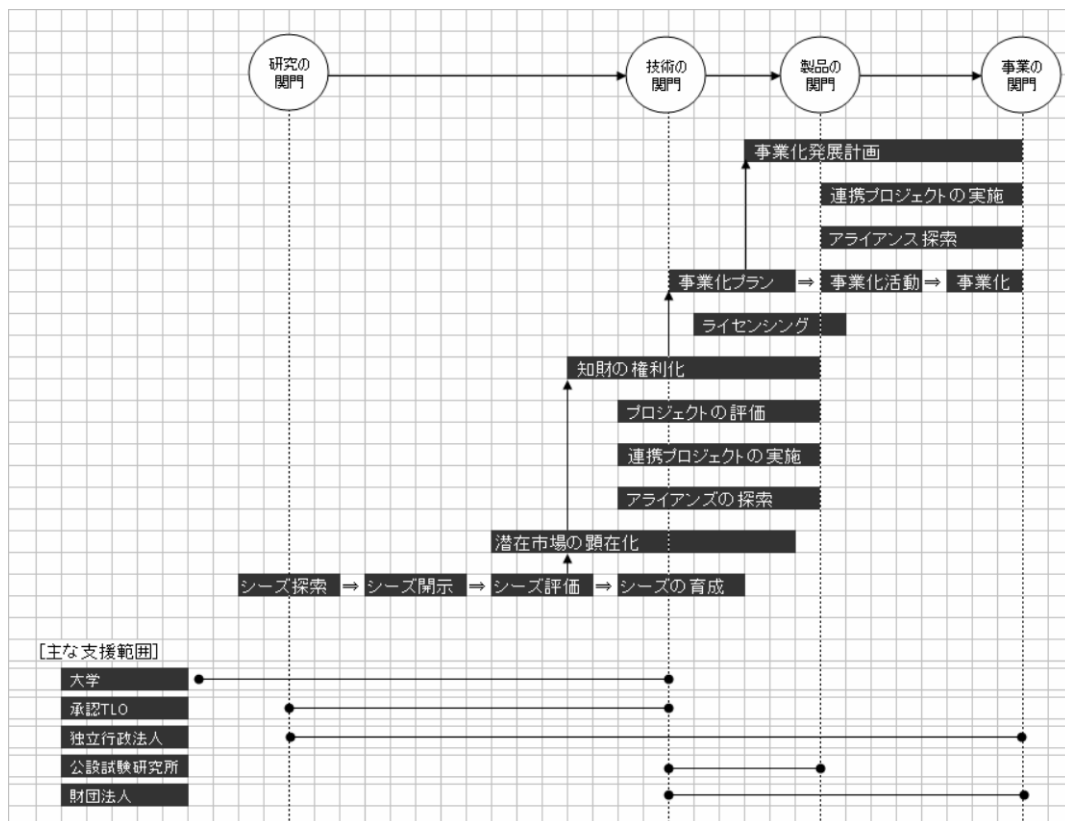 研究の
関門
技術の
関門
製品の
関門
事業の
関門
事業化発展計画
連携プロジェクトの実施
アライアンス探索
事業化プラン ⇒ 事業化活動 ⇒ 事業化
ライセンシング
知財の権利化
プロジェクトの評価
連携プロジェクトの実施
アライアンズの探索
潜在市場の顕在化
シーズ探索 ⇒ シーズ開示 ⇒ シーズ評価 ⇒ シーズの育成
[主な支援範囲]
大学
承認TLO
独立行政法人
公設試験研究所
財団法人